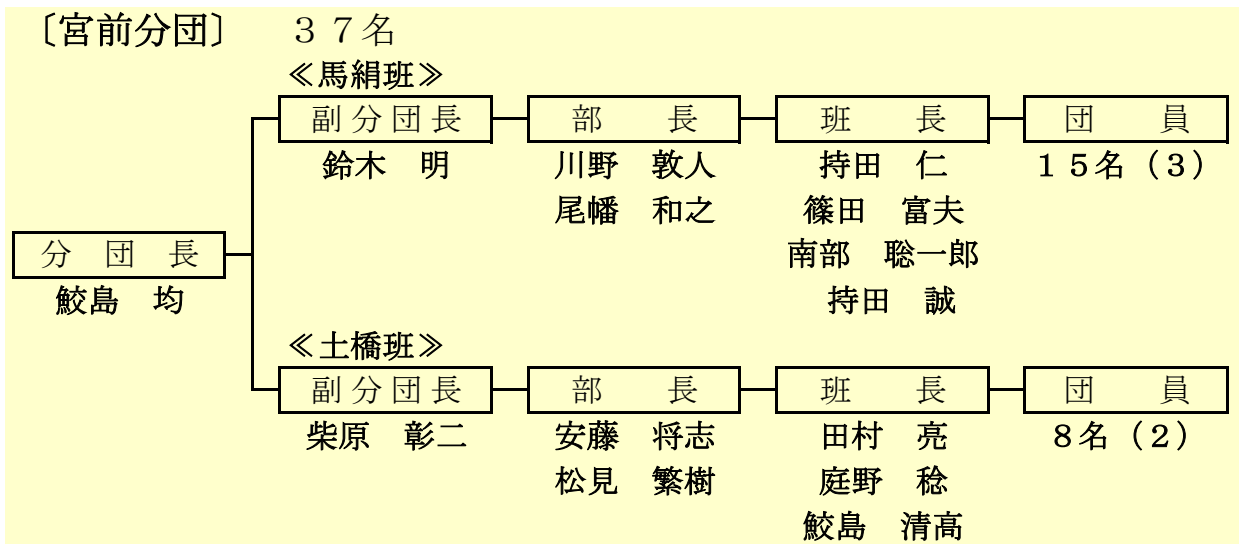 〔宮前分団〕　３７名
≪馬絹班≫
副分団長　部　長　班　長　団　員
鈴木　明　川野　敦人　持田　仁　１５名（３）
尾幡　和之　篠田　富夫
南部　聡一郎
持田　誠
分　団　長
鮫島　均
≪土橋班≫
副分団長　部　長　班　長　団　員
柴原　彰二　安藤　将志　田村　亮　８名（２）
松見　繁樹　庭野　稔
鮫島　清高